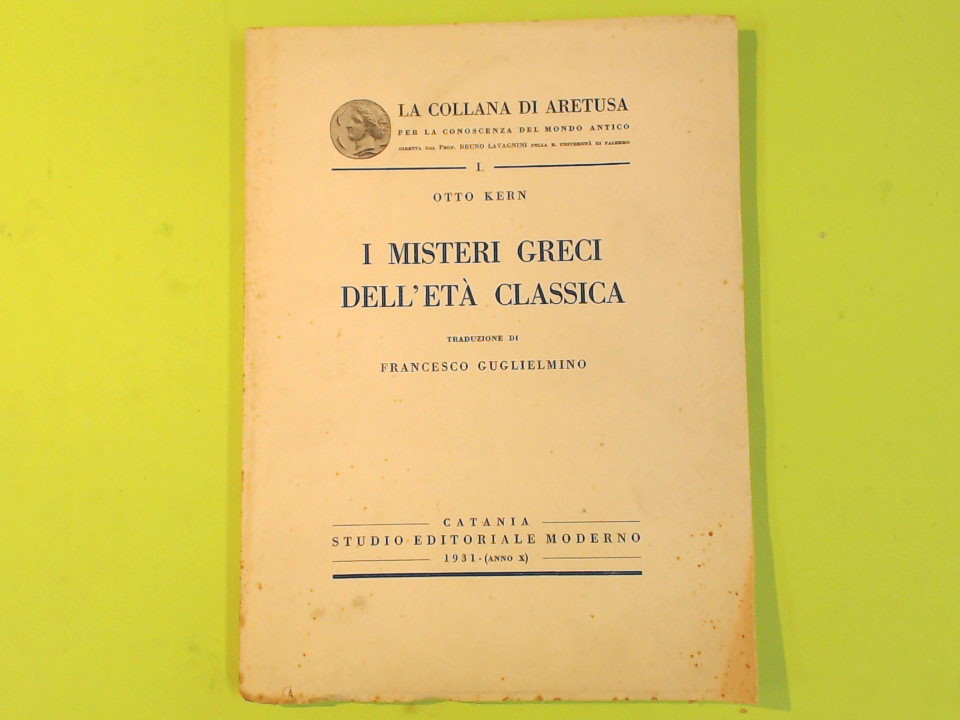 LA COLLANA DI ARETUSA
PER LA CONOSCENZA DEL MONDO ANTICO
DIRETTA DAL PROF. BRUNO LAVAGNINI DELLA R. UNIVERSITÀ DI PALERMO
I.
OTTO KERN
I MISTERI GRECI
DELL'ETÀ CLASSICA
TRADUZIONE DI
FRANCESCO GUGLIELMINO
CATANIA
STUDIO EDITORIALE MODERNO
1931 - (ANNO X)